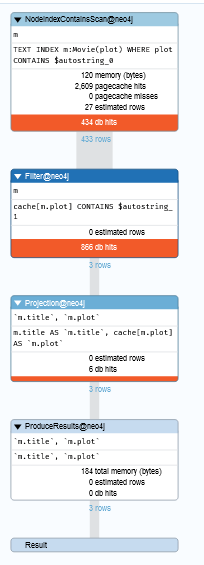 NodeIndexContainsScan@neo4j
m
TEXT INDEX m:Movie(plot) WHERE plot
CONTAINS $autostring_0
120 memory (bytes)
2,609 pagecache hits
0 pagecache misses
27 estimated rows
434 db hits
433 rows
Filter@neo4j
m
cache[m.plot] CONTAINS $autostring_
1
0 estimated rows
866 db hits
3 rows
Projection@neo4j
`m.title`, `m.plot`
m.title AS `m.title`, cache[m.plot]
AS `m.plot`
0 estimated rows
6 db hits
3 rows
ProduceResults@neo4j
`m.title`, `m.plot`
`m.title`, `m.plot`
184 total memory (bytes)
0 estimated rows
0 db hits
3 rows
Result